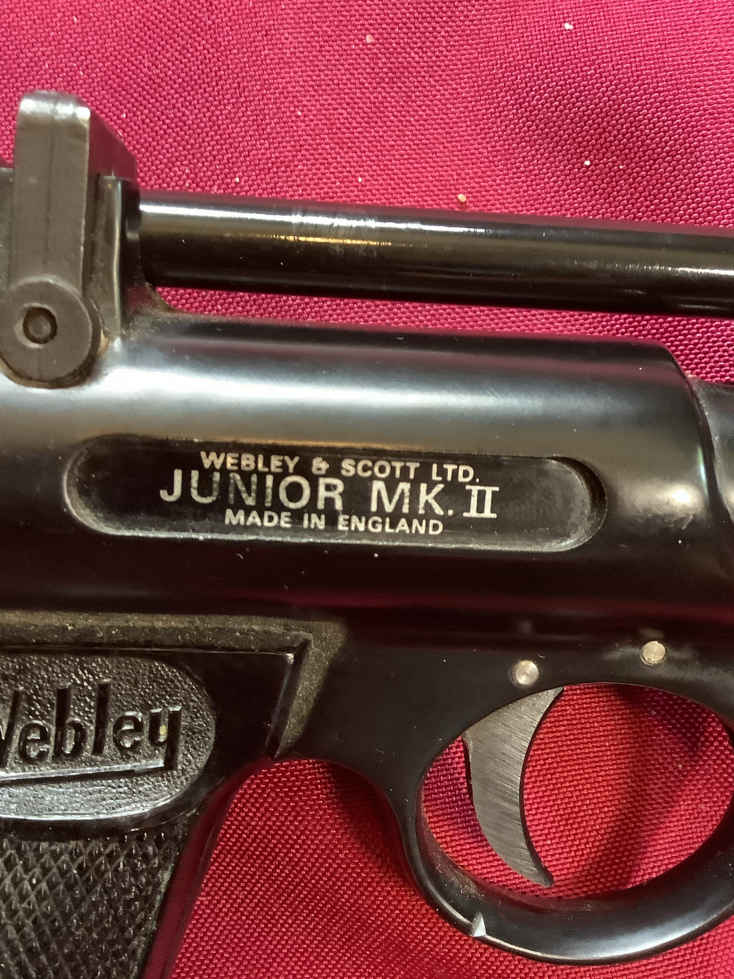 WEBLEY & SCOTT LTD.
JUNIOR MK. II
MADE IN ENGLAND
Webley